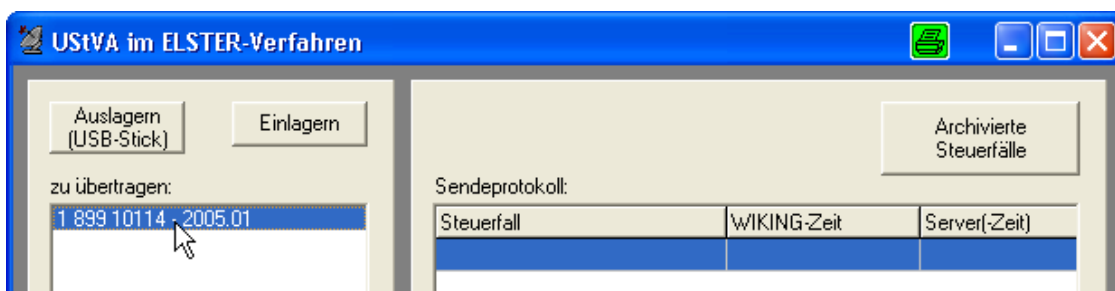 UStVA im ELSTER-Verfahren
Auslagern
(USB-Stick)
Einlagern
Archivierte
Steuerfälle
zu übertragen:
1 899 10114 - 2005.01
Sendeprotokoll:
Steuerfall WIKING-Zeit Server(-Zeit)